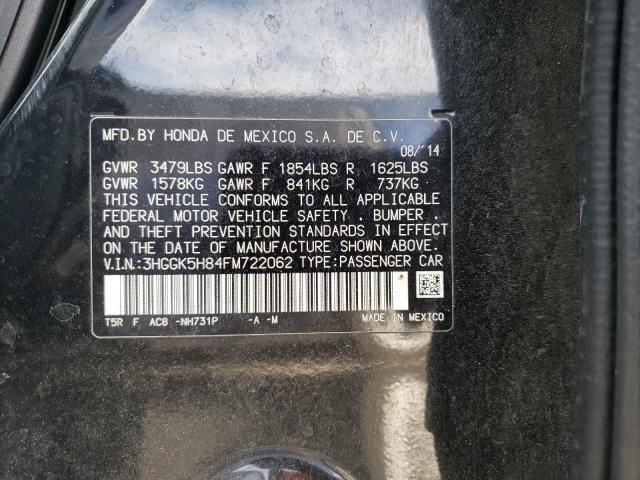 MFD.BY HONDA DE MEXICO S.A. DE C.V.
08/'14
GVWR 3479LBS GAWR F 1854LBS R 1625LBS
GVWR 1578KG GAWR F 841KG R 737KG
THIS VEHICLE CONFORMS TO ALL APPLICABLE
FEDERAL MOTOR VEHICLE SAFETY . BUMPER .
AND THEFT PREVENTION STANDARDS IN EFFECT
ON THE DATE OF MANUFACTURE SHOWN ABOVE.
V.I.N.:3HGGK5H84FM722062 TYPE:PASSENGER CAR
T5R F AC8 -NH731P -A -M MADE IN MEXICO